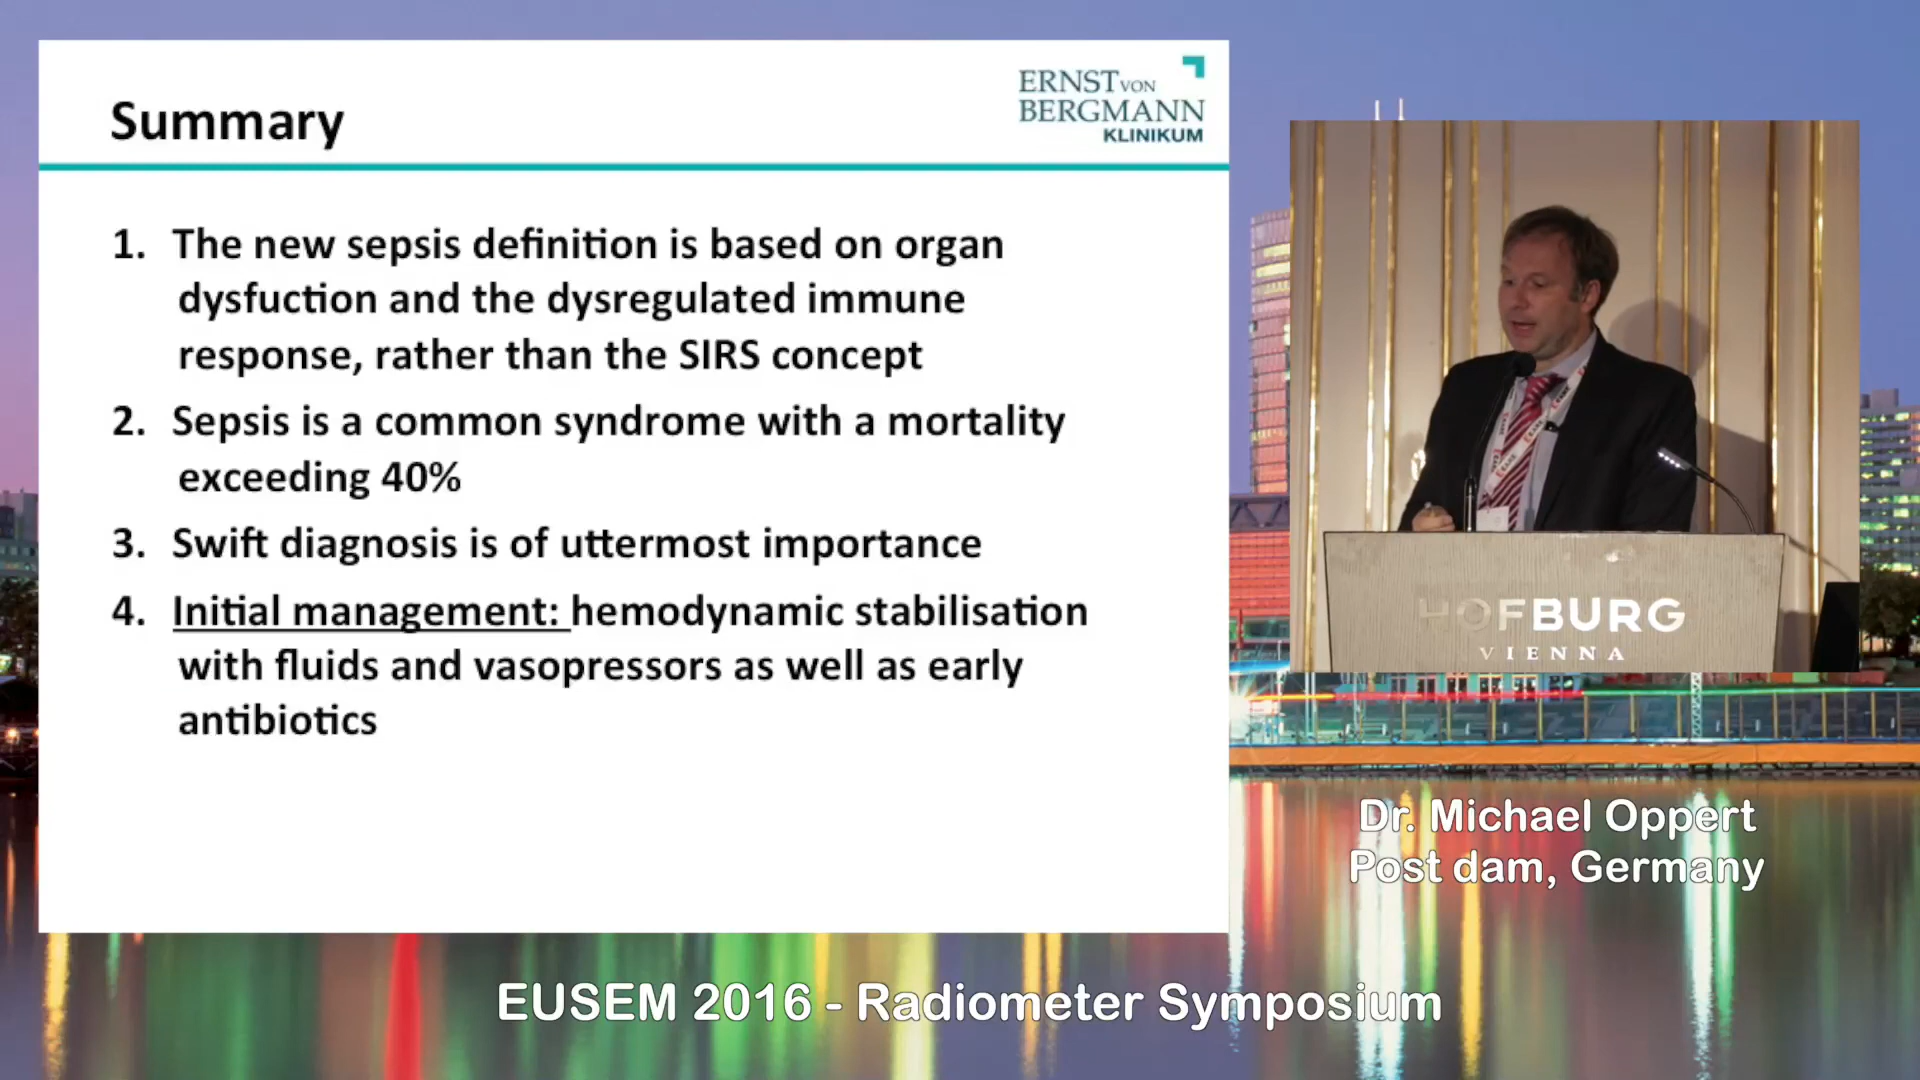 Summary
ERNST VON
BERGMANN
KLINIKUM
1. The new sepsis definition is based on organ
dysfuction and the dysregulated immune
response, rather than the SIRS concept
2. Sepsis is a common syndrome with a mortality
exceeding 40%
3. Swift diagnosis is of uttermost importance
4. Initial management: hemodynamic stabilisation
with fluids and vasopressors as well as early
antibiotics
HOFBURG
VIENNA
Dr. Michael Oppert
Post dam, Germany
EUSEM 2016 - Radiometer Symposium